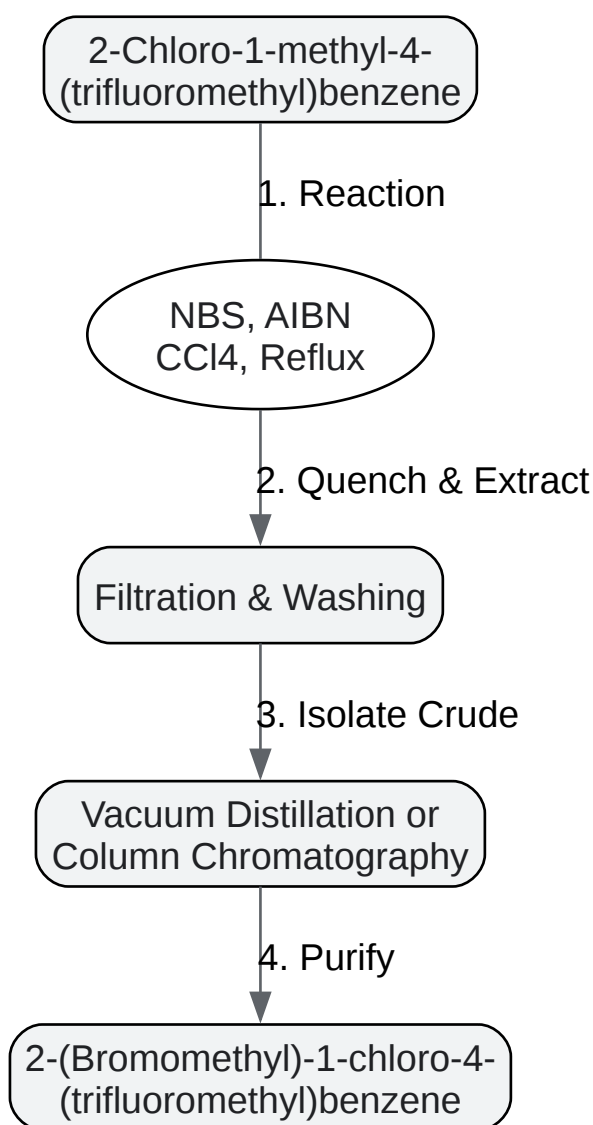 2-Chloro-1-methyl-4-
(trifluoromethyl)benzene
1. Reaction
NBS, AIBN
CCl4, Reflux
2. Quench & Extract
Filtration & Washing
3. Isolate Crude
Vacuum Distillation or
Column Chromatography
4. Purify
2-(Bromomethyl)-1-chloro-4-
(trifluoromethyl)benzene